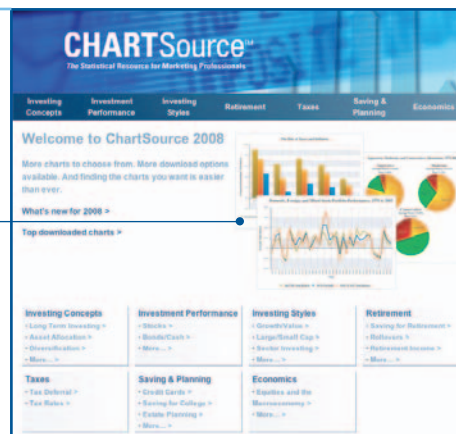 CHARTSource™
The Statistical Resource for Marketing Professionals
Investing Concepts
Investment Performance
Investing Styles
Retirement
Taxes
Saving & Planning
Economics
Welcome to ChartSource 2008
More charts to choose from. More download options
available. And finding the charts you want is easier
than ever.
What's new for 2008 >
Top downloaded charts >
Investing Concepts
• Long Term Investing >
• Asset Allocation >
• Diversification >
• More... >
Investment Performance
• Stocks >
• Bonds/Cash >
• More... >
Investing Styles
• Growth/Value >
• Large/Small Cap >
• Sector Investing >
• More... >
Retirement
• Saving for Retirement >
• Rollovers >
• Retirement Income >
• More... >
Taxes
• Tax Deferral >
• Tax Rates >
Saving & Planning
• Credit Cards >
• Saving for College >
• Estate Planning >
• More... >
Economics
• Equities and the
Macroeconomy >
• More... >